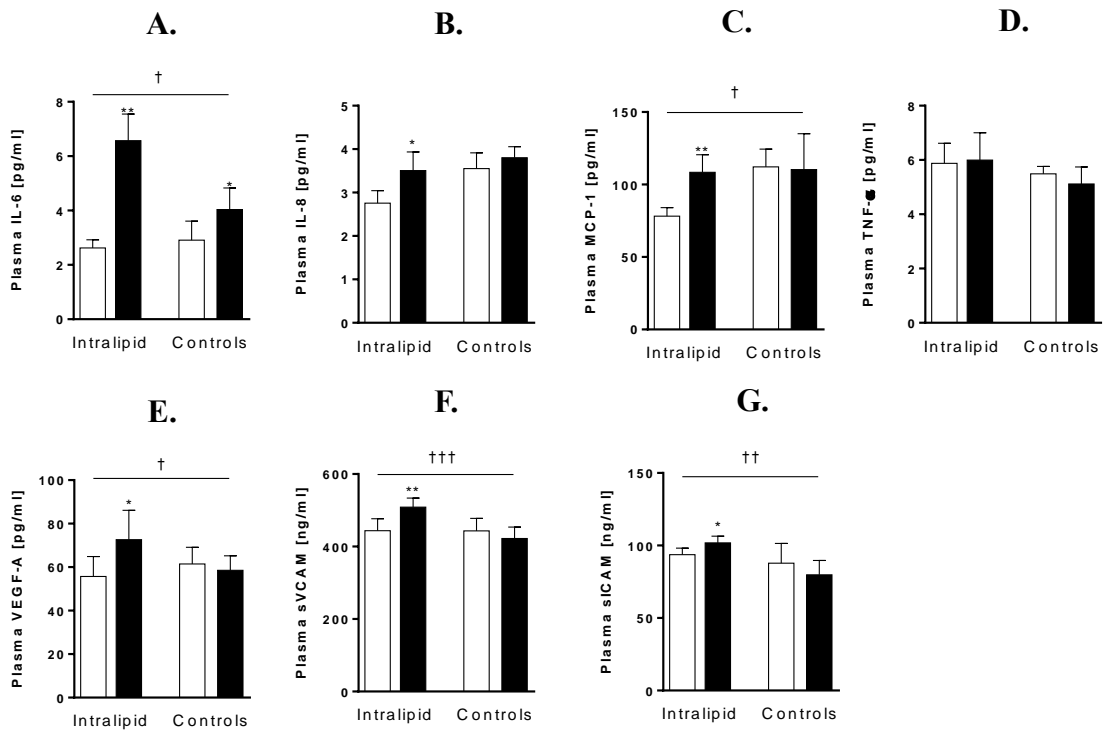 A.
B.
C.
D.
†
Plasma IL-6 [pg/ml]
8
6
4
2
0
**
*
Intralipid Controls
Plasma IL-8 [pg/ml]
5
4
3
2
1
0
*
Intralipid Controls
†
Plasma MCP-1 [pg/ml]
150
100
50
0
**
Intralipid Controls
Plasma TNF-α [pg/ml]
8
6
4
2
0
Intralipid Controls
E.
F.
G.
†
Plasma VEGF-A [pg/ml]
100
80
60
40
20
0
*
Intralipid Controls
†††
Plasma sVCAM [ng/ml]
600
400
200
0
**
Intralipid Controls
††
Plasma sICAM [ng/ml]
150
100
50
0
*
Intralipid Controls